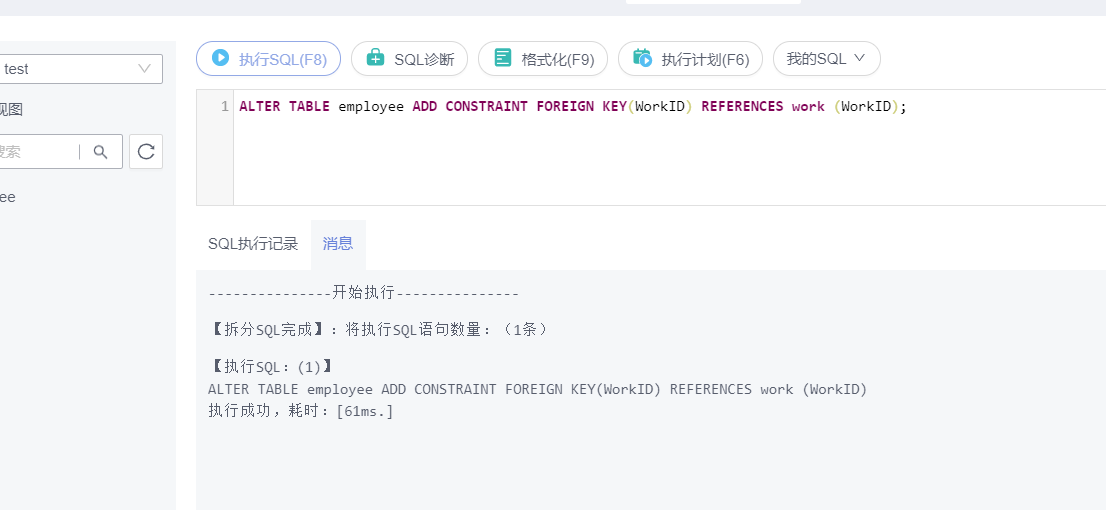 执行SQL(F8) SQL诊断 格式化(F9) 执行计划(F6) 我的SQL
test
视图
搜索
ee
1 ALTER TABLE employee ADD CONSTRAINT FOREIGN KEY(WorkID) REFERENCES work (WorkID);
SQL执行记录 消息
---------------开始执行---------------
【拆分SQL完成】：将执行SQL语句数量：（1条）
【执行SQL：(1)】
ALTER TABLE employee ADD CONSTRAINT FOREIGN KEY(WorkID) REFERENCES work (WorkID)
执行成功，耗时：[61ms.]